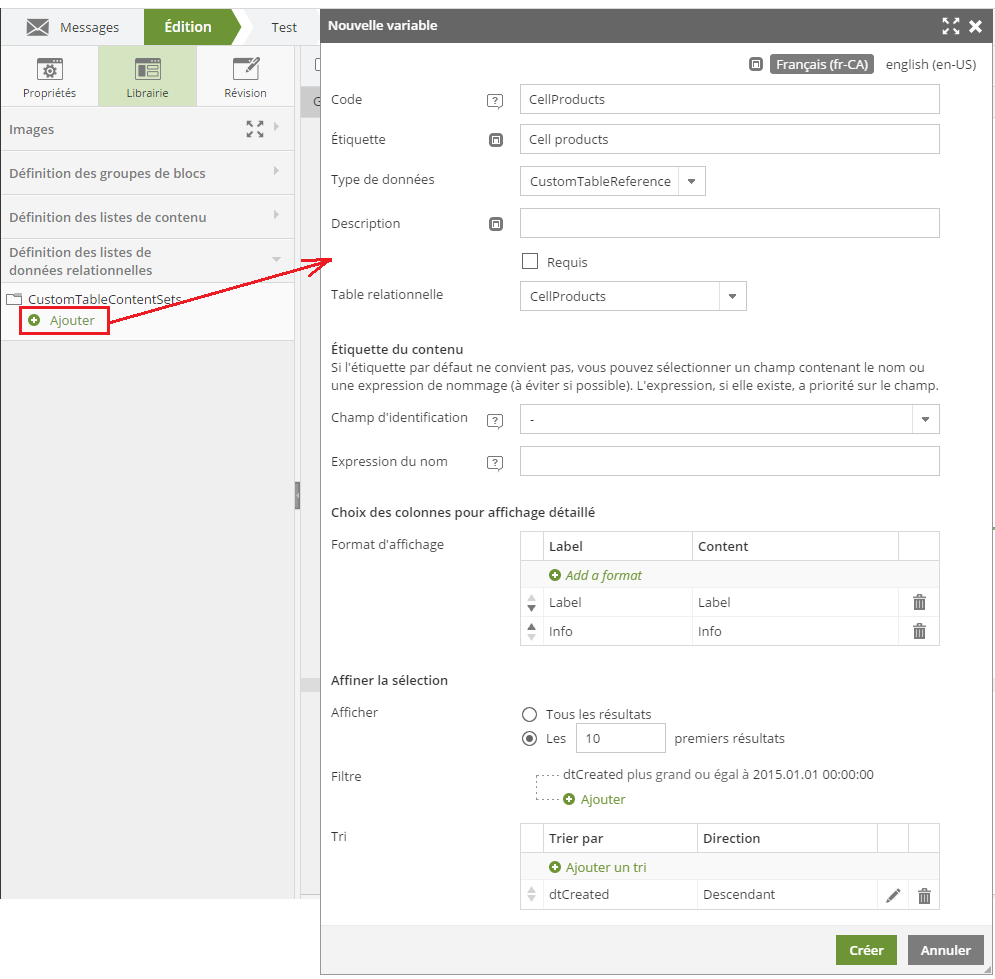 Messages
Édition
Test
Propriétés
Librairie
Révision
Images
Définition des groupes de blocs
Définition des listes de contenu
Définition des listes de
données relationnelles
CustomTableContentSets
Ajouter
Nouvelle variable
Français (fr-CA) english (en-US)
Code ? CellProducts
Étiquette Cell products
Type de données CustomTableReference
Description
Requis
Table relationnelle CellProducts
Étiquette du contenu
Si l'étiquette par défaut ne convient pas, vous pouvez sélectionner un champ contenant le nom ou
une expression de nommage (à éviter si possible). L'expression, si elle existe, a priorité sur le champ.
Champ d'identification ? -
Expression du nom ?
Choix des colonnes pour affichage détaillé
Format d'affichage Label Content
Add a format
Label Label
Info Info
Affiner la sélection
Afficher Tous les résultats
Les 10 premiers résultats
Filtre dtCreated plus grand ou égal à 2015.01.01 00:00:00
Ajouter
Tri Trier par Direction
Ajouter un tri
dtCreated Descendant
Créer Annuler